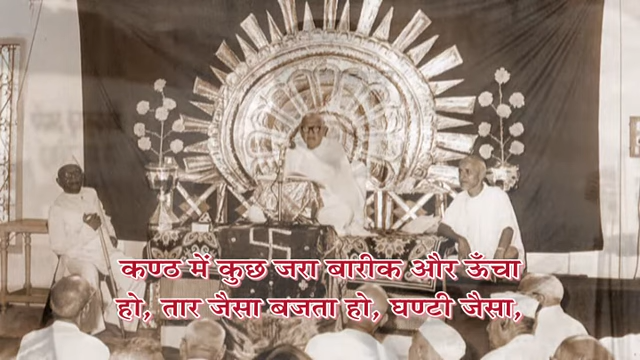 कण्ठ में कुछ जरा बारीक और ऊँचा
हो, तार जैसा बजता हो, घण्टी जैसा,